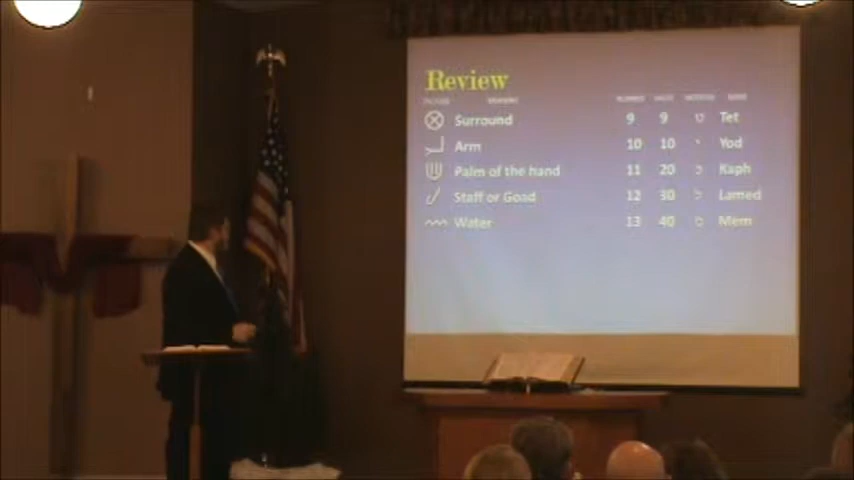 Review
Surround 9 9 ט Tet
Arm 10 10 י Yod
Palm of the hand 11 20 כ Kaph
Staff or Goad 12 30 ל Lamed
Water 13 40 מ Mem